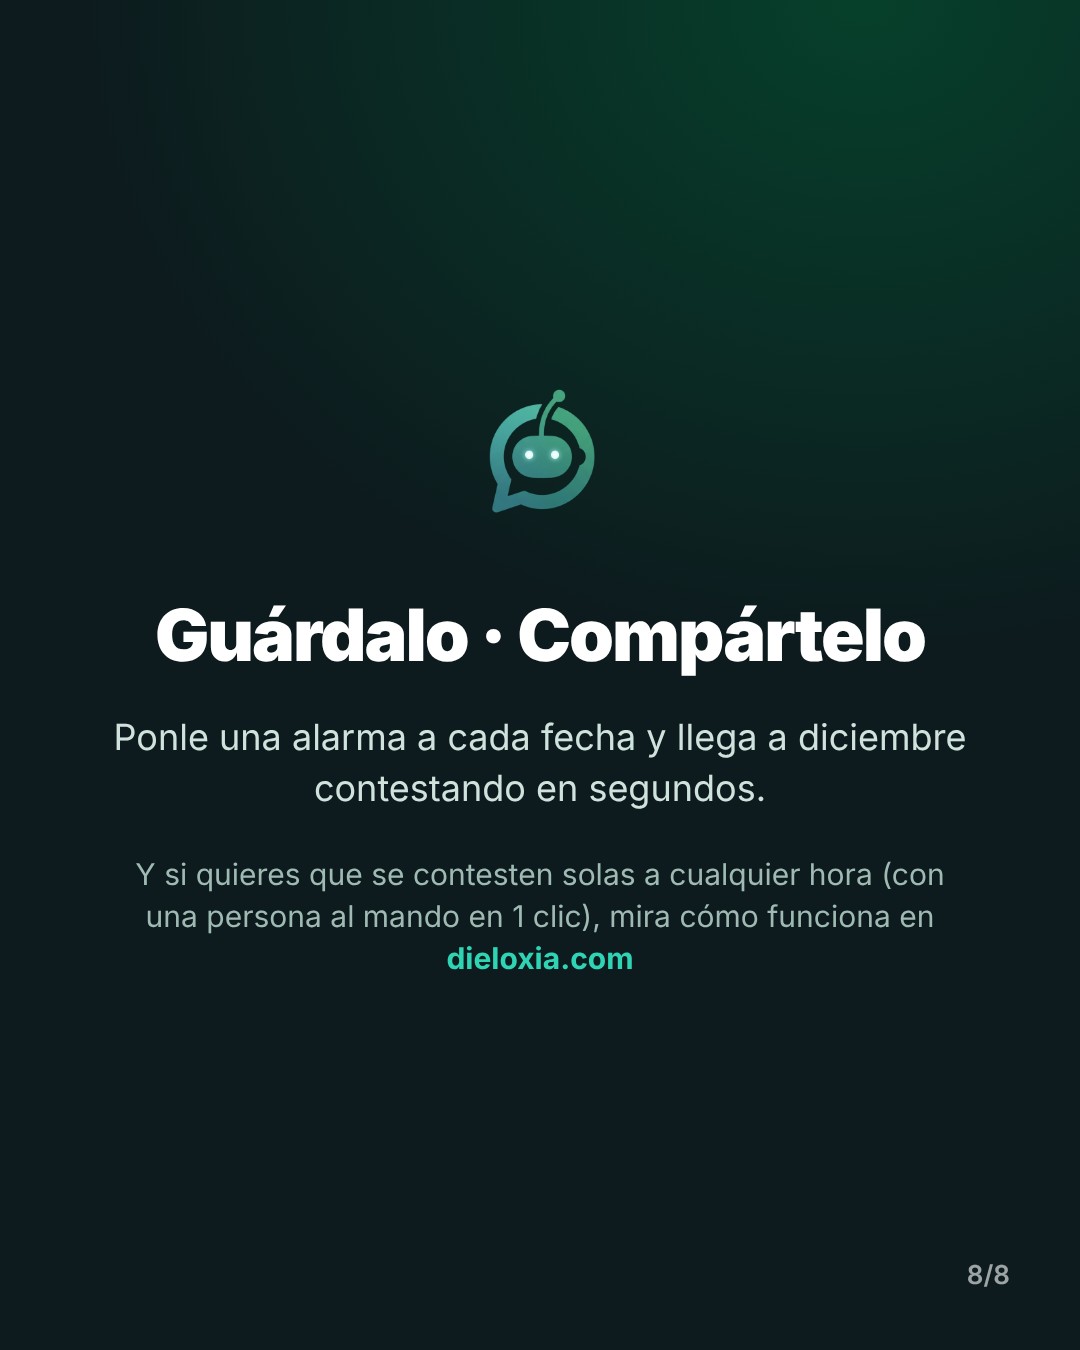 Guárdalo · Compártelo
Ponle una alarma a cada fecha y llega a diciembre
contestando en segundos.
Y si quieres que se contesten solas a cualquier hora (con
una persona al mando en 1 clic), mira cómo funciona en
dieloxia.com
8/8